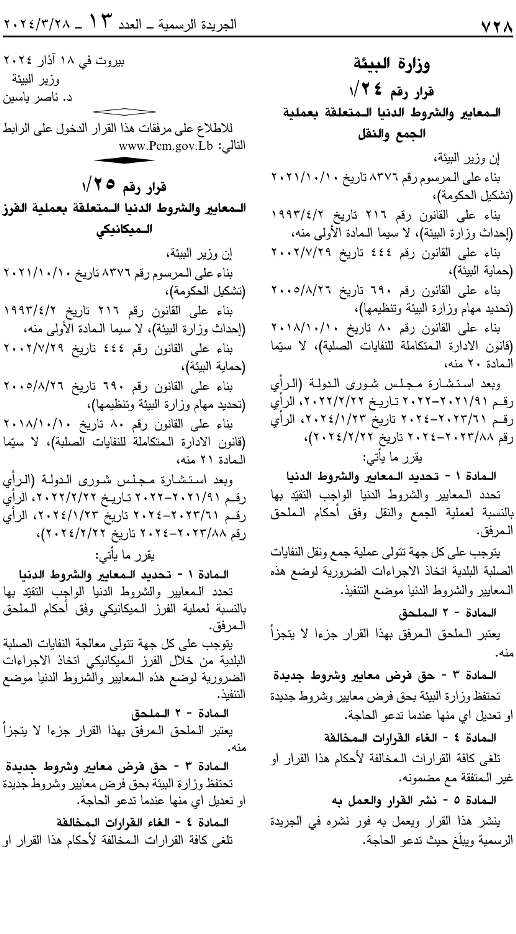 ٧٢٨
الجريدة الرسمية ــ العدد ١٣ ــ ٢٠٢٤/٣/٢٨
وزارة البيئة
قرار رقم ١/٢٤
المعايير والشروط الدنيا المتعلقة بعملية
الجمع والنقل
إن وزير البيئة،
بناء على المرسوم رقم ٨٣٧٦ تاريخ ٢٠٢١/١٠/١٠
(تشكيل الحكومة)،
بناء على القانون رقم ٢١٦ تاريخ ١٩٩٣/٤/٢
(إحداث وزارة البيئة)، لا سيما المادة الأولى منه،
بناء على القانون رقم ٤٤٤ تاريخ ٢٠٠٢/٧/٢٩
(حماية البيئة)،
بناء على القانون رقم ٦٩٠ تاريخ ٢٠٠٥/٨/٢٦
(تحديد مهام وزارة البيئة وتنظيمها)،
بناء على القانون رقم ٨٠ تاريخ ٢٠١٨/١٠/١٠
(قانون الادارة المتكاملة للنفايات الصلبة)، لا سيّما
المادة ٢٠ منه،
وبعد استشارة مجلس شورى الدولة (الرأي
رقم ٢٠٢١/٩١-٢٠٢٢ تاريخ ٢٠٢٢/٢/٢٢، الرأي
رقم ٢٠٢٣/٦١-٢٠٢٤ تاريخ ٢٠٢٤/١/٢٣، الرأي
رقم ٢٠٢٣/٨٨-٢٠٢٤ تاريخ ٢٠٢٤/٢/٢٢)،
يقرر ما يأتي:
المادة ١ - تحديد المعايير والشروط الدنيا
تحدد المعايير والشروط الدنيا الواجب التقيّد بها
بالنسبة لعملية الجمع والنقل وفق أحكام الملحق
المرفق.
يتوجب على كل جهة تتولى عملية جمع ونقل النفايات
الصلبة البلدية اتخاذ الاجراءات الضرورية لوضع هذه
المعايير والشروط الدنيا موضع التنفيذ.
المادة ٢ - الملحق
يعتبر الملحق المرفق بهذا القرار جزءا لا يتجزأ
منه.
المادة ٣ - حق فرض معايير وشروط جديدة
تحتفظ وزارة البيئة بحق فرض معايير وشروط جديدة
او تعديل اي منها عندما تدعو الحاجة.
المادة ٤ - الغاء القرارات المخالفة
تلغى كافة القرارات المخالفة لأحكام هذا القرار او
غير المتفقة مع مضمونه.
المادة ٥ - نشر القرار والعمل به
ينشر هذا القرار ويعمل به فور نشره في الجريدة
الرسمية ويبلّغ حيث تدعو الحاجة.
بيروت في ١٨ آذار ٢٠٢٤
وزير البيئة
د. ناصر ياسين
للاطلاع على مرفقات هذا القرار الدخول على الرابط
التالي: www.Pcm.gov.Lb
قرار رقم ١/٢٥
المعايير والشروط الدنيا المتعلقة بعملية الفرز
الميكانيكي
إن وزير البيئة،
بناء على المرسوم رقم ٨٣٧٦ تاريخ ٢٠٢١/١٠/١٠
(تشكيل الحكومة)،
بناء على القانون رقم ٢١٦ تاريخ ١٩٩٣/٤/٢
(إحداث وزارة البيئة)، لا سيما المادة الأولى منه،
بناء على القانون رقم ٤٤٤ تاريخ ٢٠٠٢/٧/٢٩
(حماية البيئة)،
بناء على القانون رقم ٦٩٠ تاريخ ٢٠٠٥/٨/٢٦
(تحديد مهام وزارة البيئة وتنظيمها)،
بناء على القانون رقم ٨٠ تاريخ ٢٠١٨/١٠/١٠
(قانون الادارة المتكاملة للنفايات الصلبة)، لا سيّما
المادة ٢١ منه،
وبعد استشارة مجلس شورى الدولة (الرأي
رقم ٢٠٢١/٩١-٢٠٢٢ تاريخ ٢٠٢٢/٢/٢٢، الرأي
رقم ٢٠٢٣/٦١-٢٠٢٤ تاريخ ٢٠٢٤/١/٢٣، الرأي
رقم ٢٠٢٣/٨٨-٢٠٢٤ تاريخ ٢٠٢٤/٢/٢٢)،
يقرر ما يأتي:
المادة ١ - تحديد المعايير والشروط الدنيا
تحدد المعايير والشروط الدنيا الواجب التقيّد بها
بالنسبة لعملية الفرز الميكانيكي وفق أحكام الملحق
المرفق.
يتوجب على كل جهة تتولى معالجة النفايات الصلبة
البلدية من خلال الفرز الميكانيكي اتخاذ الاجراءات
الضرورية لوضع هذه المعايير والشروط الدنيا موضع
التنفيذ.
المادة ٢ - الملحق
يعتبر الملحق المرفق بهذا القرار جزءا لا يتجزأ
منه.
المادة ٣ - حق فرض معايير وشروط جديدة
تحتفظ وزارة البيئة بحق فرض معايير وشروط جديدة
او تعديل اي منها عندما تدعو الحاجة.
المادة ٤ - الغاء القرارات المخالفة
تلغى كافة القرارات المخالفة لأحكام هذا القرار او